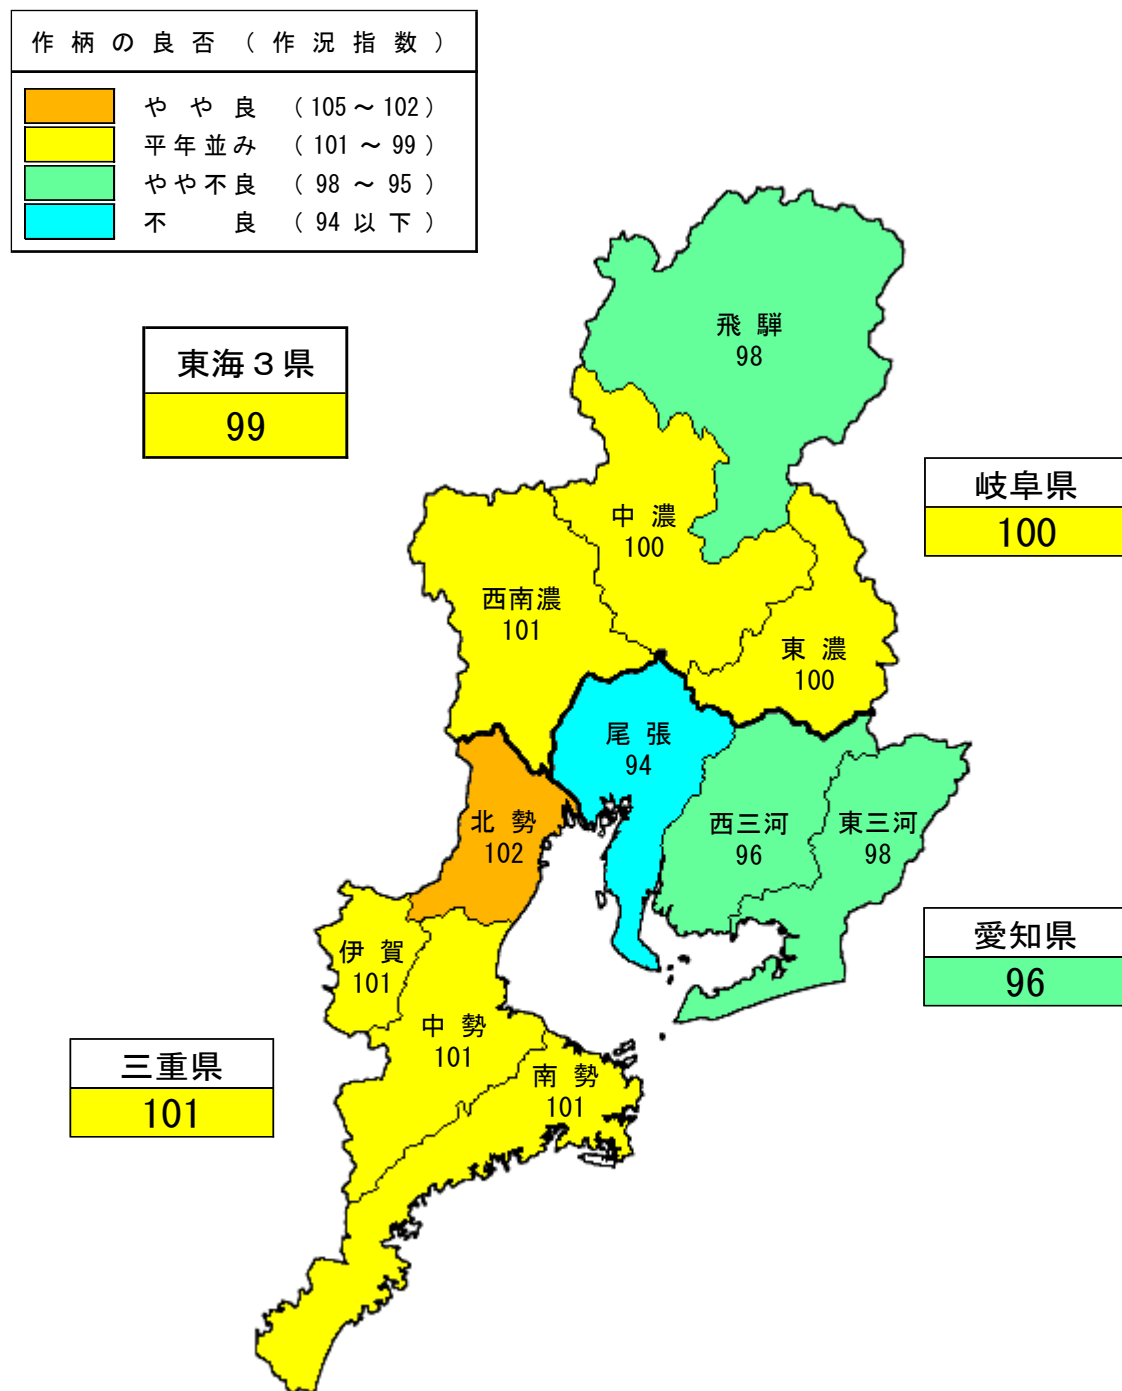 作柄の良否（作況指数）
やや良（105～102）
平年並み（101～99）
やや不良（98～95）
不良（94以下）
東海３県
99
飛騨
98
岐阜県
100
中濃
100
西南濃
101
東濃
100
尾張
94
北勢
102
西三河
96
東三河
98
愛知県
96
伊賀
101
中勢
101
南勢
101
三重県
101